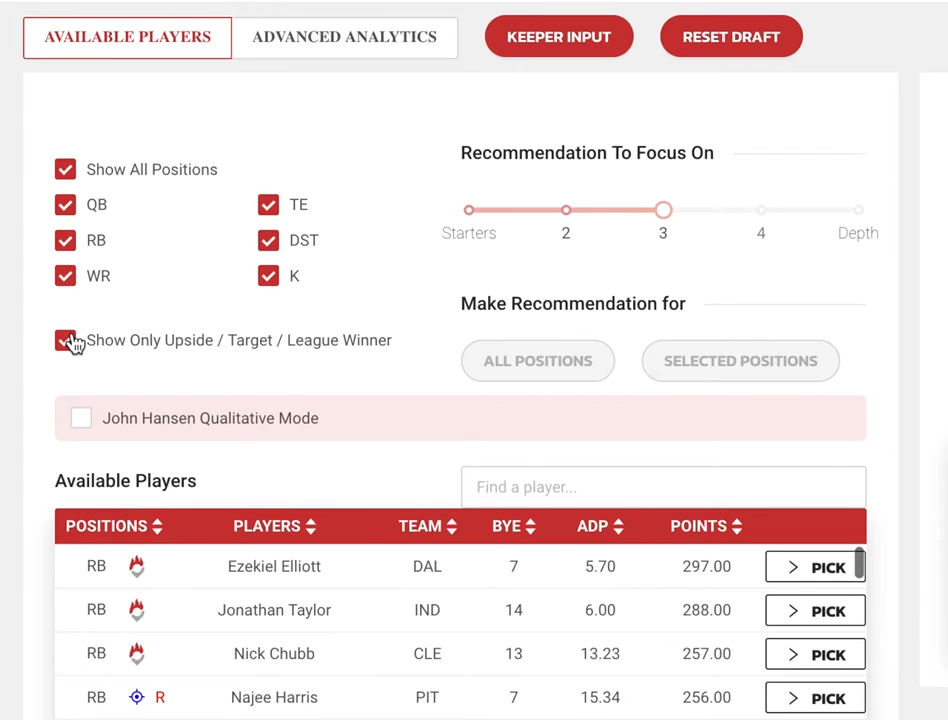 AVAILABLE PLAYERS
ADVANCED ANALYTICS
KEEPER INPUT
RESET DRAFT
Show All Positions
QB
TE
RB
DST
WR
K
Show Only Upside / Target / League Winner
Recommendation To Focus On
Starters 2 3 4 Depth
Make Recommendation for
ALL POSITIONS
SELECTED POSITIONS
John Hansen Qualitative Mode
Available Players
Find a player...
POSITIONS PLAYERS TEAM BYE ADP POINTS
RB Ezekiel Elliott DAL 7 5.70 297.00 > PICK
RB Jonathan Taylor IND 14 6.00 288.00 > PICK
RB Nick Chubb CLE 13 13.23 257.00 > PICK
RB R Najee Harris PIT 7 15.34 256.00 > PICK